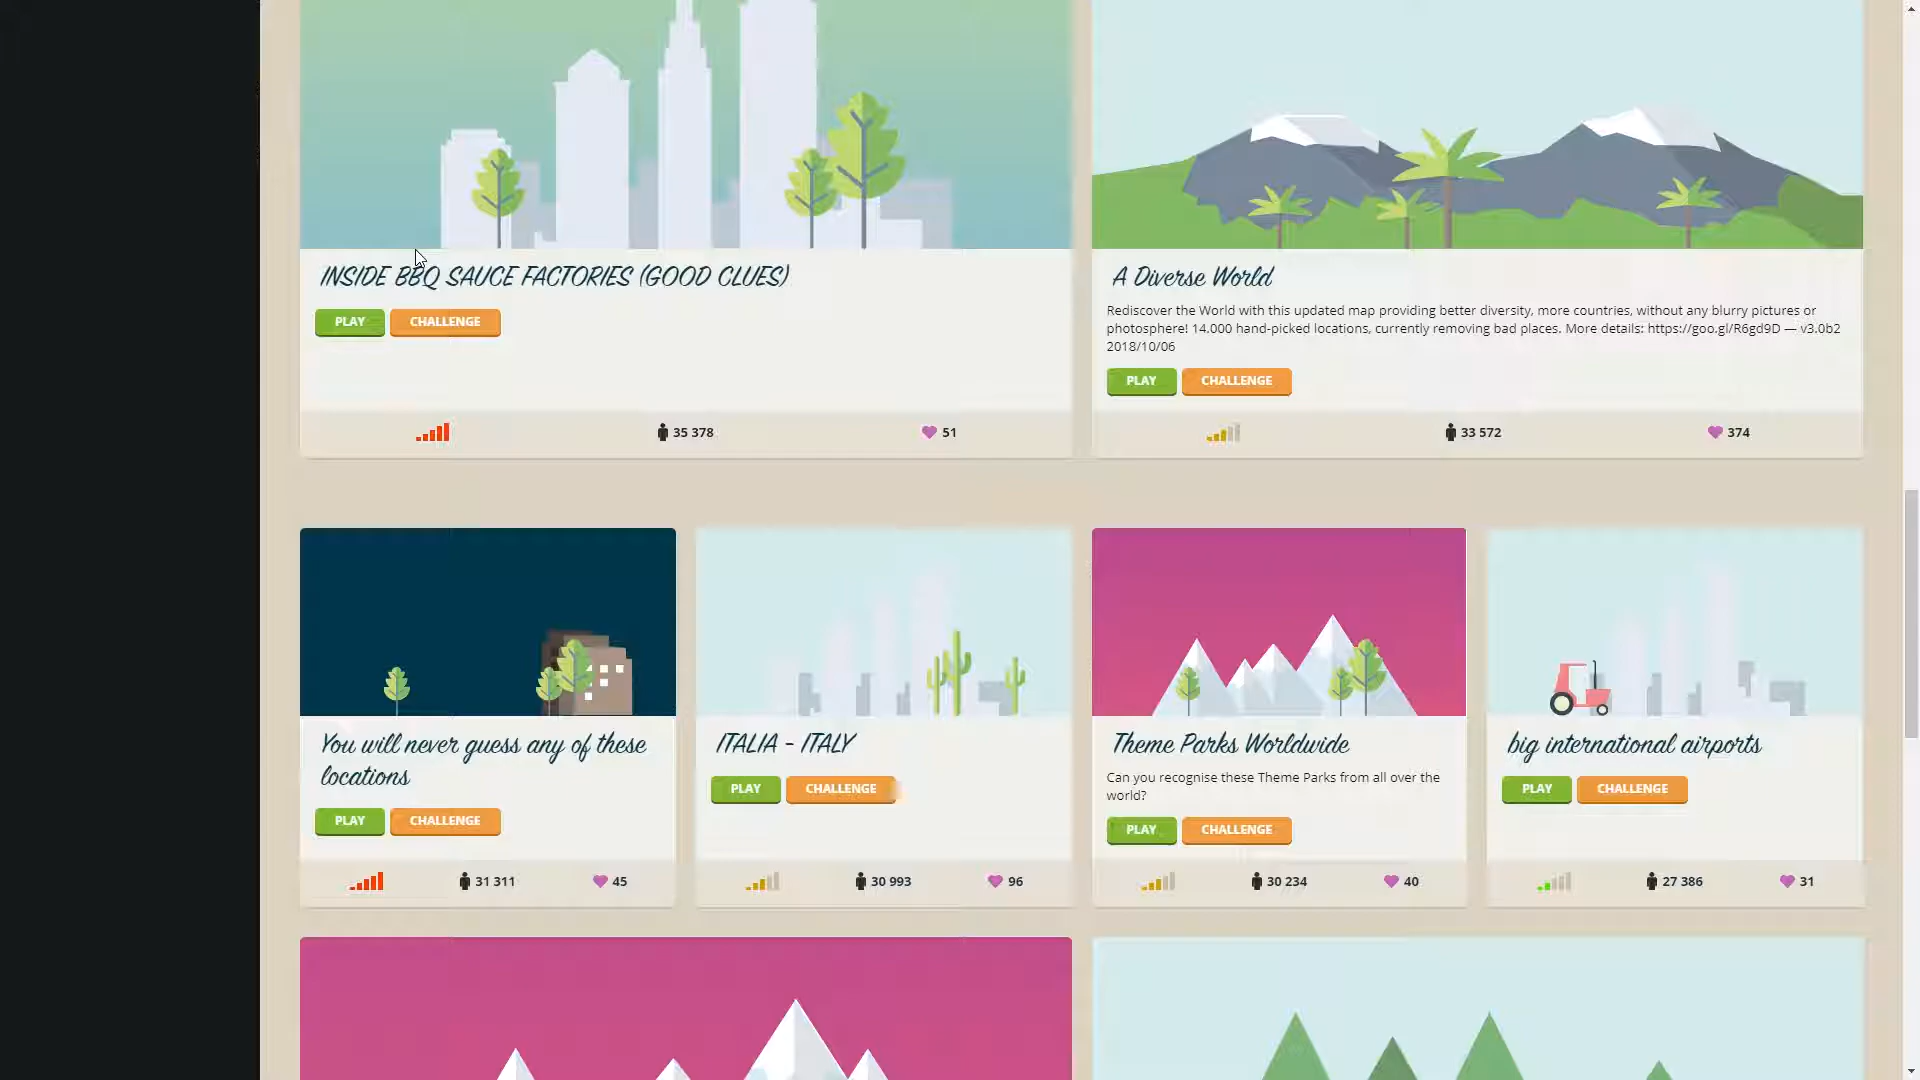 INSIDE BBQ SAUCE FACTORIES (GOOD CLUES)
PLAY CHALLENGE
35 378 51
A Diverse World
Rediscover the World with this updated map providing better diversity, more countries, without any blurry pictures or
photosphere! 14.000 hand-picked locations, currently removing bad places. More details: https://goo.gl/R6gd9D — v3.0b2
2018/10/06
PLAY CHALLENGE
33 572 374
You will never guess any of these
locations
PLAY CHALLENGE
31 311 45
ITALIA - ITALY
PLAY CHALLENGE
30 993 96
Theme Parks Worldwide
Can you recognise these Theme Parks from all over the
world?
PLAY CHALLENGE
30 234 40
big international airports
PLAY CHALLENGE
27 386 31